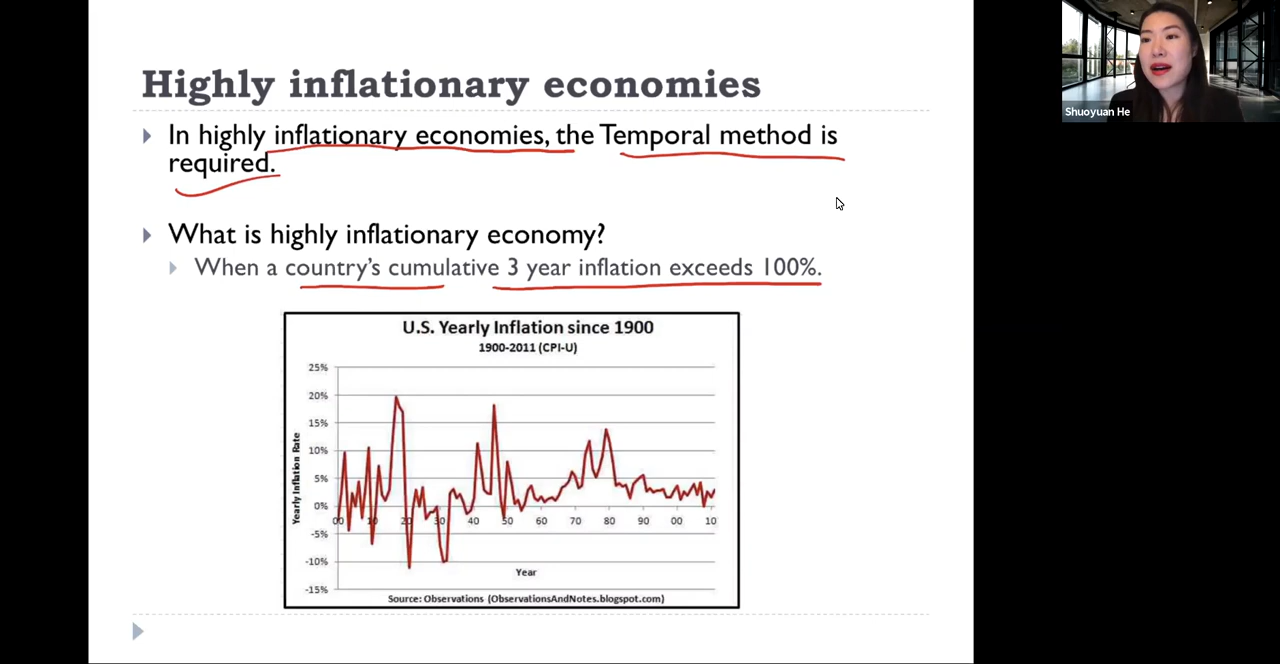 Highly inflationary economies
In highly inflationary economies, the Temporal method is
required.
What is highly inflationary economy?
When a country's cumulative 3 year inflation exceeds 100%.
U.S. Yearly Inflation since 1900
1900-2011 (CPI-U)
25%
20%
15%
10%
5%
0%
-5%
-10%
-15%
Yearly Inflation Rate
00 10 20 30 40 50 60 70 80 90 00 10
Year
Source: Observations (ObservationsAndNotes.blogspot.com)
Shuoyuan He